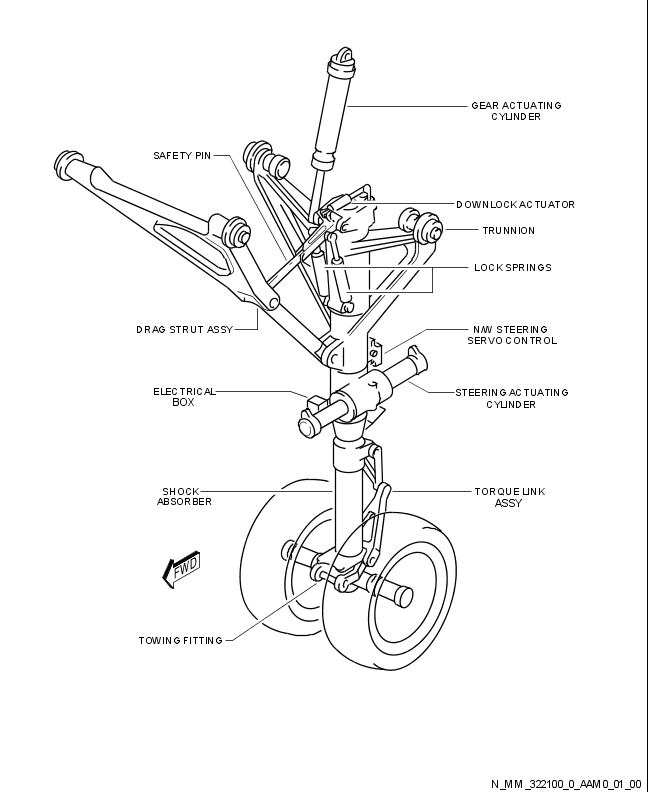 GEAR ACTUATING
CYLINDER
SAFETY PIN
DOWNLOCK ACTUATOR
TRUNNION
LOCK SPRINGS
DRAG STRUT ASSY
N/W STEERING
SERVO CONTROL
ELECTRICAL
BOX
STEERING ACTUATING
CYLINDER
SHOCK
ABSORBER
TORQUE LINK
ASSY
FWD
TOWING FITTING
N_MM_322100_0_AAM0_01_00